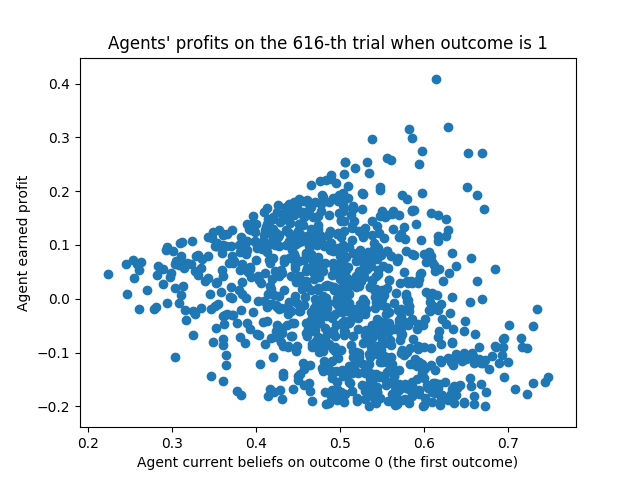 Agents' profits on the 616-th trial when outcome is 1
Agent earned profit
0.4
0.3
0.2
0.1
0.0
−0.1
−0.2
0.2 0.3 0.4 0.5 0.6 0.7
Agent current beliefs on outcome 0 (the first outcome)